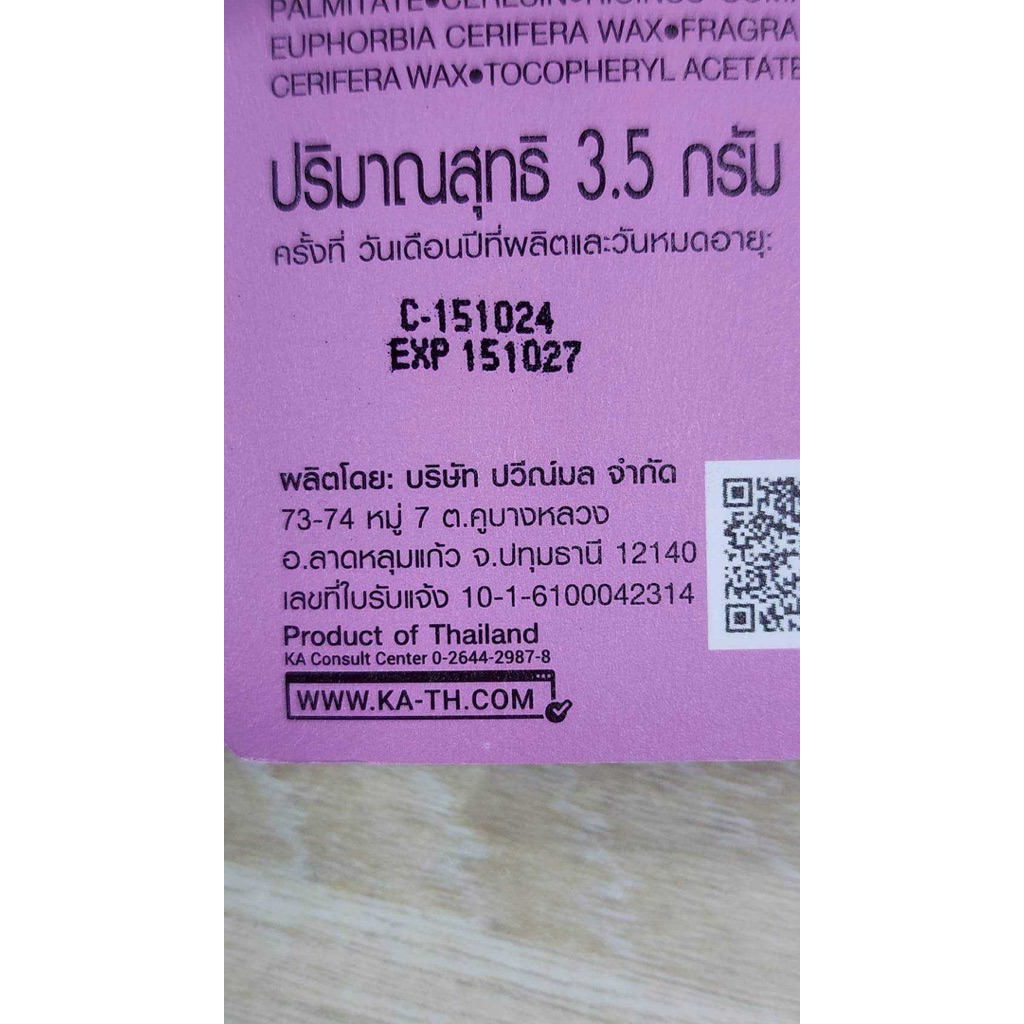 PALMITATE•CERESIN•RICINUS
EUPHORBIA CERIFERA WAX•FRAGRA
CERIFERA WAX•TOCOPHERYL ACETATE
ปริมาณสุทธิ 3.5 กรัม
ครั้งที่ วันเดือนปีที่ผลิตและวันหมดอายุ:
C-151024
EXP 151027
ผลิตโดย: บริษัท ปวีณ์มล จำกัด
73-74 หมู่ 7 ต.คูบางหลวง
อ.ลาดหลุมแก้ว จ.ปทุมธานี 12140
เลขที่ใบรับแจ้ง 10-1-6100042314
Product of Thailand
KA Consult Center 0-2644-2987-8
WWW.KA-TH.COM